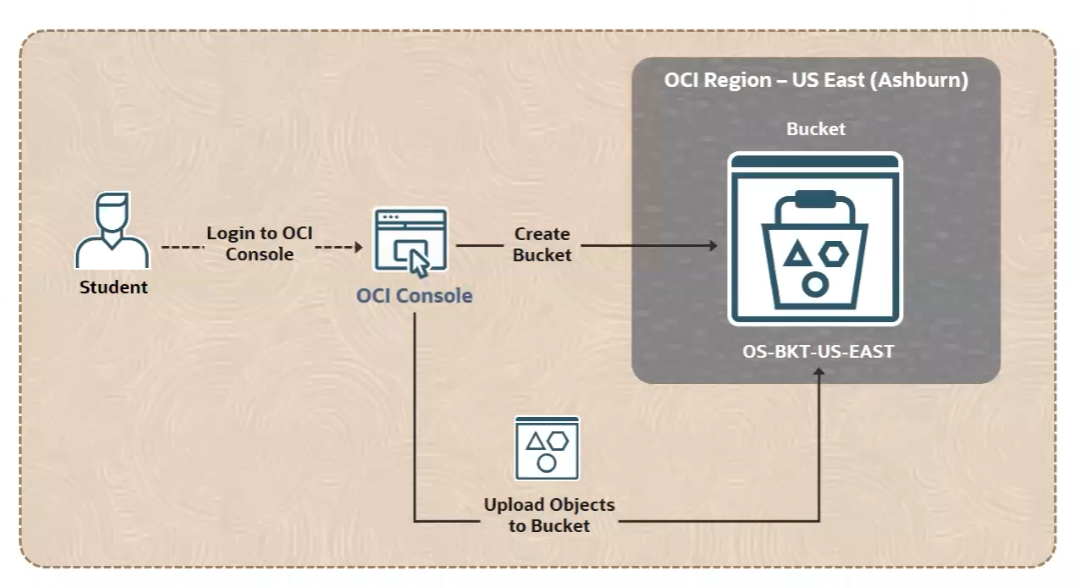 OCI Region – US East (Ashburn)
Bucket
Login to OCI
Console
Create
Bucket
Student
OCI Console
OS-BKT-US-EAST
Upload Objects
to Bucket